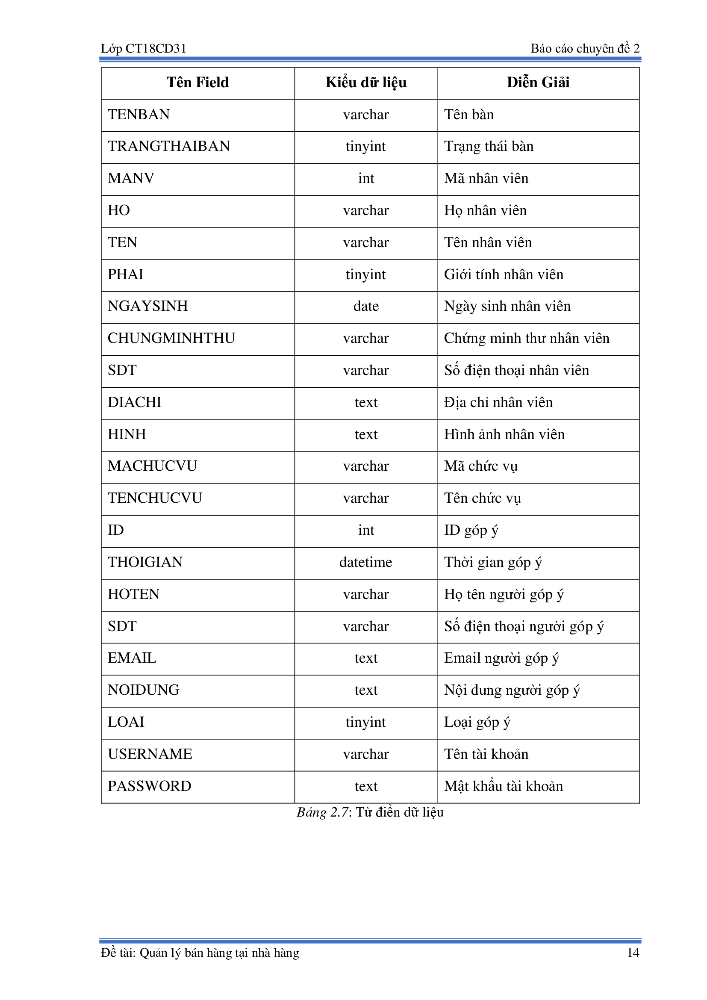 Lớp CT18CD31 Báo cáo chuyên đề 2
Tên Field Kiểu dữ liệu Diễn Giải
TENBAN varchar Tên bàn
TRANGTHAIBAN tinyint Trạng thái bàn
MANV int Mã nhân viên
HO varchar Họ nhân viên
TEN varchar Tên nhân viên
PHAI tinyint Giới tính nhân viên
NGAYSINH date Ngày sinh nhân viên
CHUNGMINHTHU varchar Chứng minh thư nhân viên
SDT varchar Số điện thoại nhân viên
DIACHI text Địa chỉ nhân viên
HINH text Hình ảnh nhân viên
MACHUCVU varchar Mã chức vụ
TENCHUCVU varchar Tên chức vụ
ID int ID góp ý
THOIGIAN datetime Thời gian góp ý
HOTEN varchar Họ tên người góp ý
SDT varchar Số điện thoại người góp ý
EMAIL text Email người góp ý
NOIDUNG text Nội dung người góp ý
LOAI tinyint Loại góp ý
USERNAME varchar Tên tài khoản
PASSWORD text Mật khẩu tài khoản
Bảng 2.7: Từ điển dữ liệu
Đề tài: Quản lý bán hàng tại nhà hàng 14